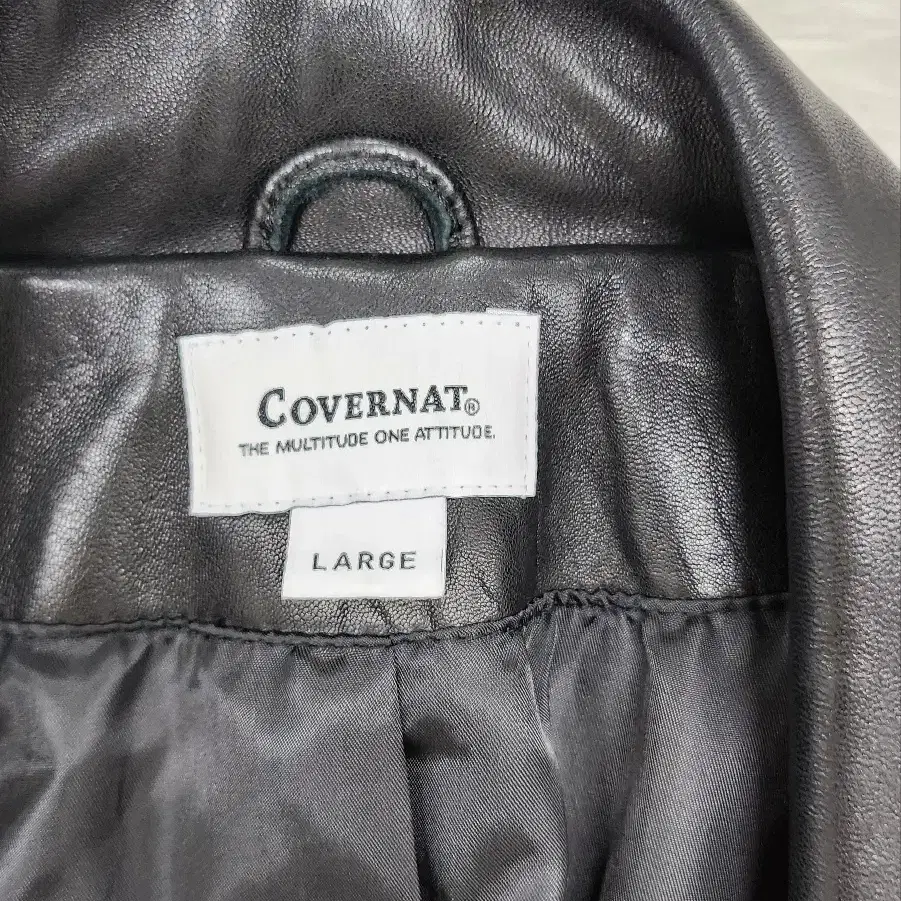 COVERNAT®
THE MULTITUDE ONE ATTITUDE.
LARGE